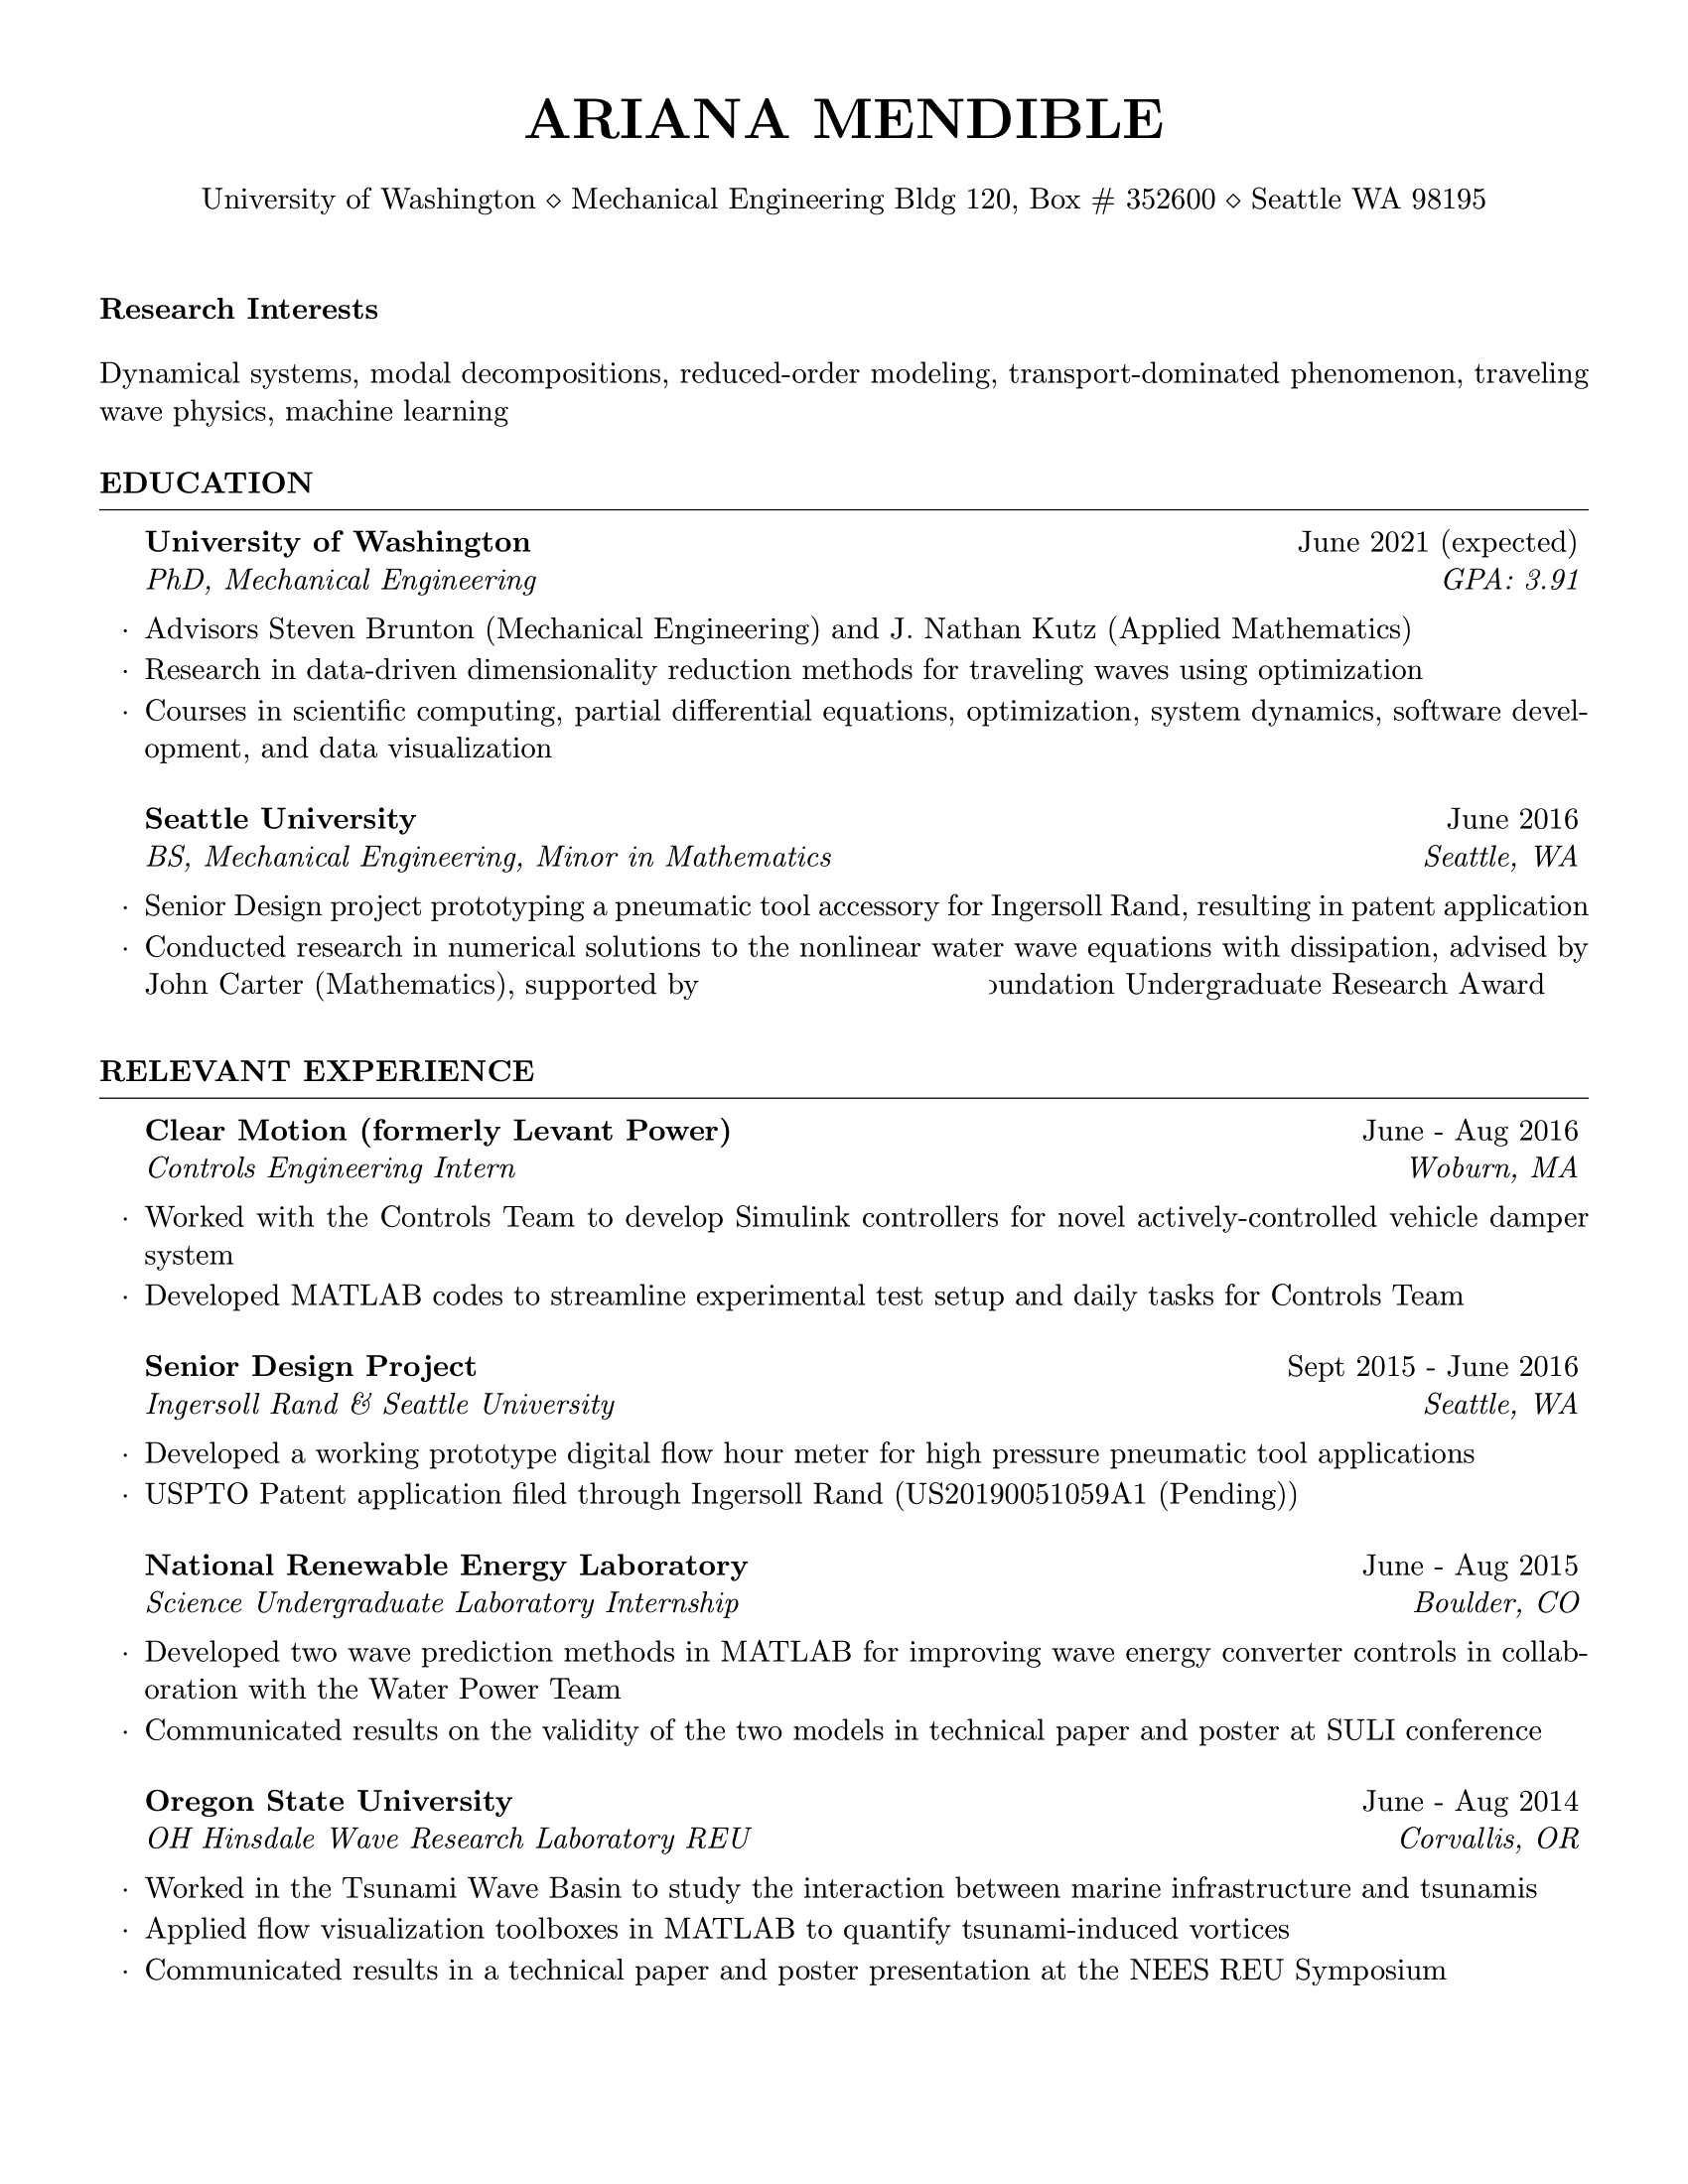 ARIANA MENDIBLE
University of Washington ⋄ Mechanical Engineering Bldg 120, Box # 352600 ⋄ Seattle WA 98195
Research Interests
Dynamical systems, modal decompositions, reduced-order modeling, transport-dominated phenomenon, traveling
wave physics, machine learning
EDUCATION
University of Washington June 2021 (expected)
PhD, Mechanical Engineering GPA: 3.91
· Advisors Steven Brunton (Mechanical Engineering) and J. Nathan Kutz (Applied Mathematics)
· Research in data-driven dimensionality reduction methods for traveling waves using optimization
· Courses in scientific computing, partial differential equations, optimization, system dynamics, software devel-
opment, and data visualization
Seattle University June 2016
BS, Mechanical Engineering, Minor in Mathematics Seattle, WA
· Senior Design project prototyping a pneumatic tool accessory for Ingersoll Rand, resulting in patent application
· Conducted research in numerical solutions to the nonlinear water wave equations with dissipation, advised by
John Carter (Mathematics), supported by Undergraduate Research Award
RELEVANT EXPERIENCE
Clear Motion (formerly Levant Power) June - Aug 2016
Controls Engineering Intern Woburn, MA
· Worked with the Controls Team to develop Simulink controllers for novel actively-controlled vehicle damper
system
· Developed MATLAB codes to streamline experimental test setup and daily tasks for Controls Team
Senior Design Project Sept 2015 - June 2016
Ingersoll Rand & Seattle University Seattle, WA
· Developed a working prototype digital flow hour meter for high pressure pneumatic tool applications
· USPTO Patent application filed through Ingersoll Rand (US20190051059A1 (Pending))
National Renewable Energy Laboratory June - Aug 2015
Science Undergraduate Laboratory Internship Boulder, CO
· Developed two wave prediction methods in MATLAB for improving wave energy converter controls in collab-
oration with the Water Power Team
· Communicated results on the validity of the two models in technical paper and poster at SULI conference
Oregon State University June - Aug 2014
OH Hinsdale Wave Research Laboratory REU Corvallis, OR
· Worked in the Tsunami Wave Basin to study the interaction between marine infrastructure and tsunamis
· Applied flow visualization toolboxes in MATLAB to quantify tsunami-induced vortices
· Communicated results in a technical paper and poster presentation at the NEES REU Symposium